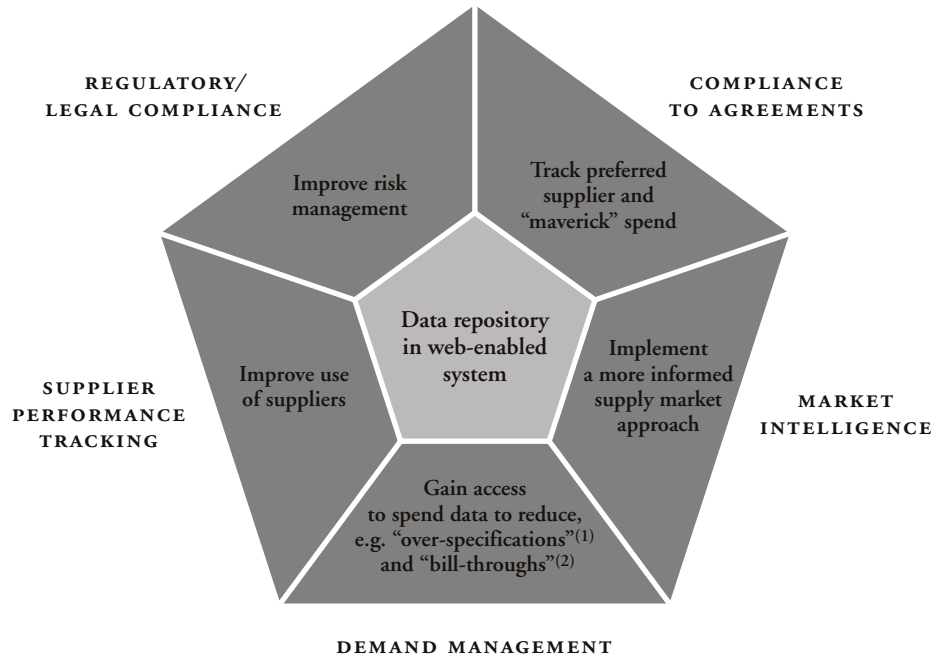 REGULATORY/
LEGAL COMPLIANCE
COMPLIANCE
TO AGREEMENTS
Improve risk
management
Track preferred
supplier and
“maverick” spend
Data repository
in web-enabled
system
Improve use
of suppliers
Implement
a more informed
supply market
approach
SUPPLIER
PERFORMANCE
TRACKING
MARKET
INTELLIGENCE
Gain access
to spend data to reduce,
e.g. “over-specifications”(1)
and “bill-throughs”(2)
DEMAND MANAGEMENT